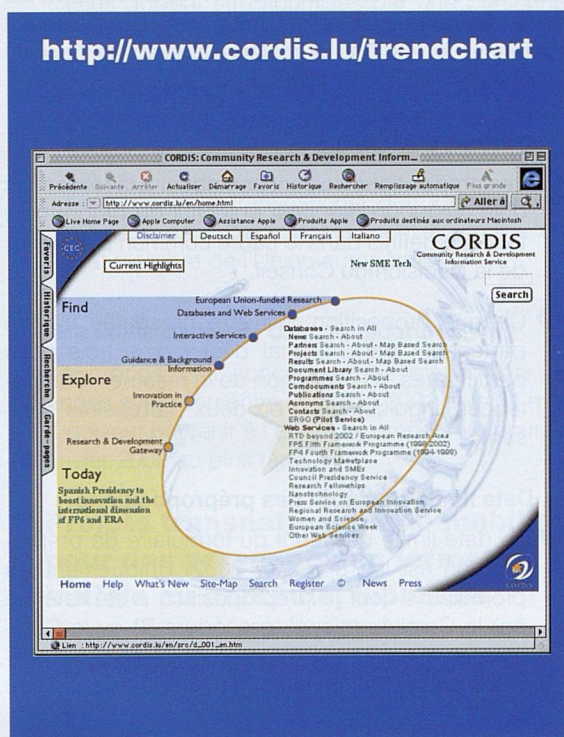 http://www.cordis.lu/trendchart
CORDIS: Community Research & Development Inform...
Précédente Suivante Arrêter Actualiser Démarrage Favoris Historique Rechercher Remplissage automatique Plus grande
Adresse : http://www.cordis.lu/en/home.html Aller à
Live Home Page Apple Computer Assistance Apple Produits Apple Produits destinés aux ordinateurs Macintosh
Favoris
Historique
Recherche
Garde-pages
CEC
Disclaimer Deutsch Español Français Italiano
CORDIS
Community Research & Development
Information Service
Current Highlights
New SME Tech
Search
Find
European Union-funded Research
Databases and Web Services
Interactive Services
Guidance & Background
Information
Explore
Innovation in
Practice
Research & Development
Gateway
Today
Spanish Presidency to
boost innovation and the
international dimension
of FP6 and ERA
Databases - Search in All
News Search - About
Partners Search - About - Map Based Search
Projects Search - About - Map Based Search
Results Search - About - Map Based Search
Document Library Search - About
Programmes Search - About
Comdocuments Search - About
Publications Search - About
Acronyms Search - About
Contacts Search - About
ERGO (Pilot Service)
Web Services - Search in All
RTD beyond 2002 / European Research Area
FP5 Fifth Framework Programme (1998-2002)
FP4 Fourth Framework Programme (1994-1998)
Technology Marketplace
Innovation and SMEs
Council Presidency Service
Research Fellowships
Nanotechnology
Press Service on European Innovation
Regional Research and Innovation Service
Women and Science
European Science Week
Other Web Services
CORDIS
Home Help What's New Site-Map Search Register © News Press
Lien : http://www.cordis.lu/en/src/d_001_en.htm